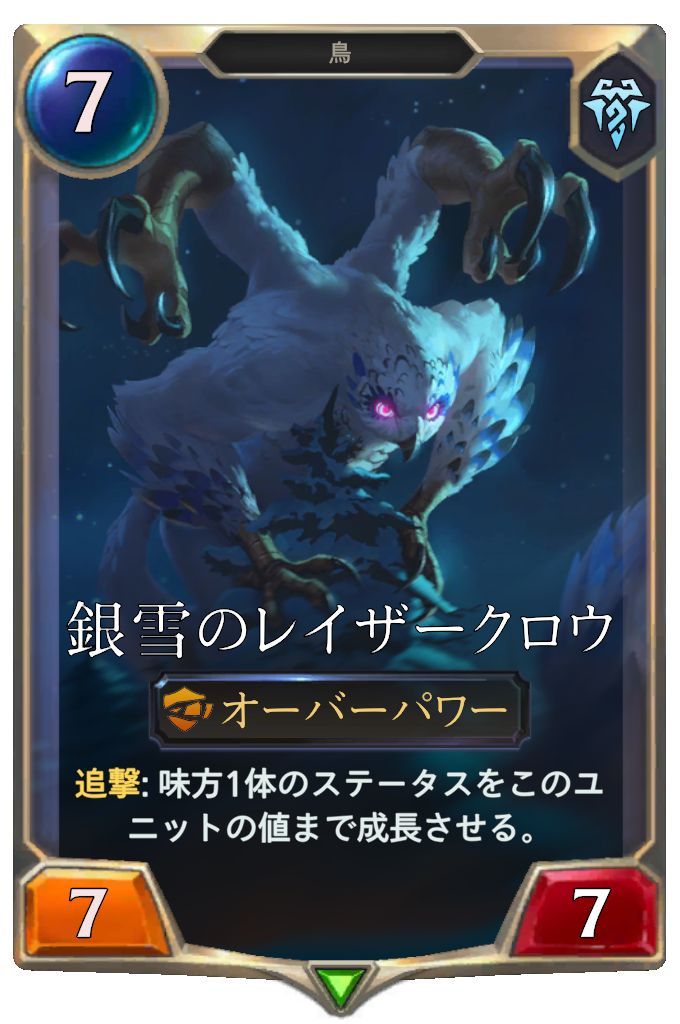 7
鳥
銀雪のレイザークロウ
オーバーパワー
追撃: 味方1体のステータスをこのユ
ニットの値まで成長させる。
7
7